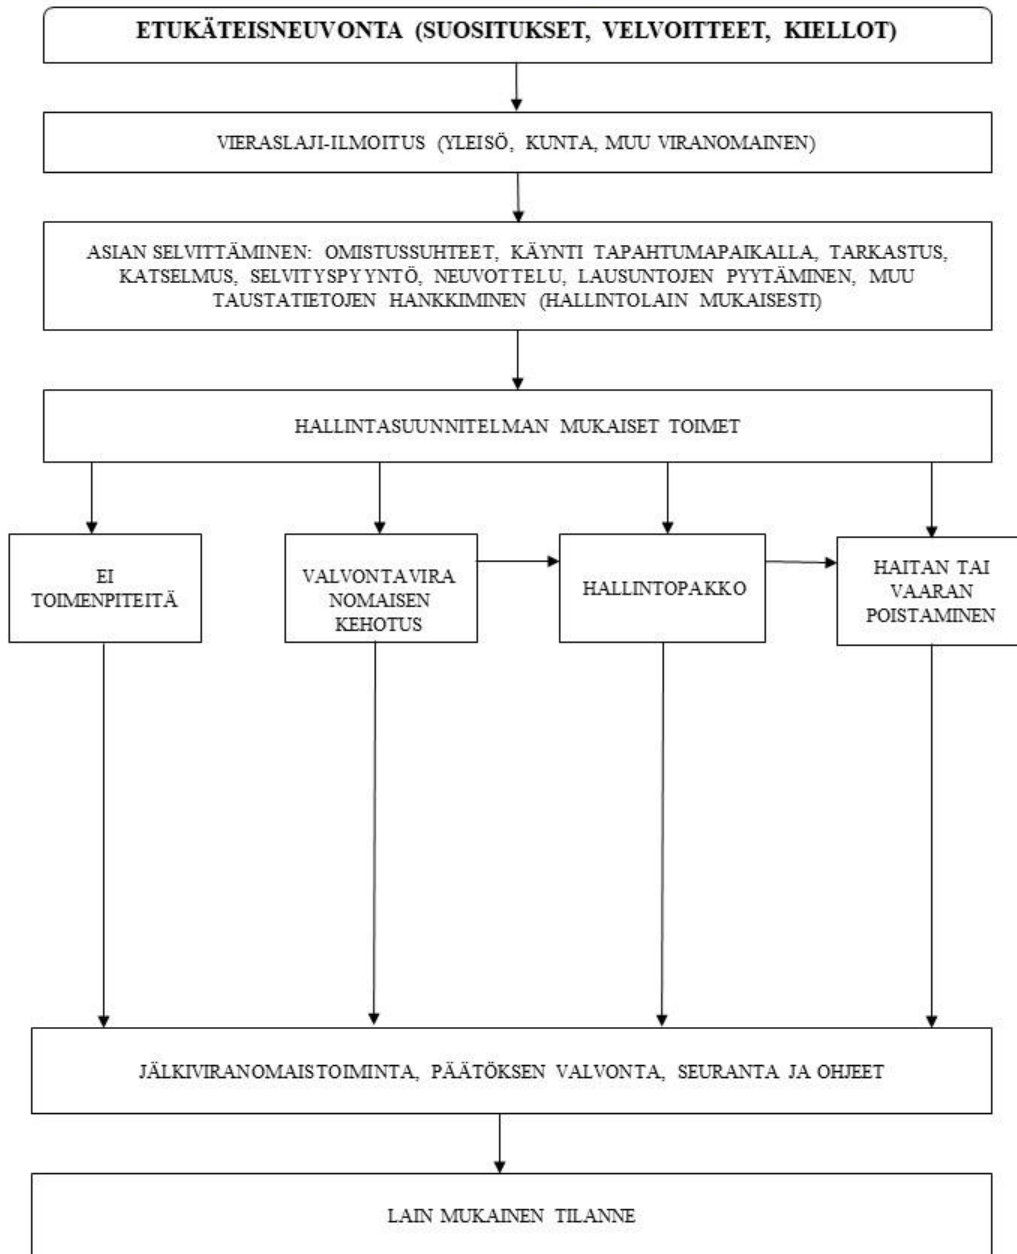 ETUKÄTEISNEUVONTA (SUOSITUKSET, VELVOITTEET, KIELLOT)
VIERASLAJI-ILMOITUS (YLEISÖ, KUNTA, MUU VIRANOMAINEN)
ASIAN SELVITTÄMINEN: OMISTUSSUHTEET, KÄYNTI TAPAHTUMAPAIKALLA, TARKASTUS,
KATSELMUS, SELVITYSPYYNTÖ, NEUVOTTELU, LAUSUNTOJEN PYYTÄMINEN, MUU
TAUSTATIETOJEN HANKKIMINEN (HALLINTOLAIN MUKAISESTI)
HALLINTASUUNNITELMAN MUKAISET TOIMET
EI
TOIMENPITEITÄ
VALVONTAVIRA
NOMAISEN
KEHOTUS
HALLINTOPAKKO
HAITAN TAI
VAARAN
POISTAMINEN
JÄLKIVIRANOMAISTOIMINTA, PÄÄTÖKSEN VALVONTA, SEURANTA JA OHJEET
LAIN MUKAINEN TILANNE